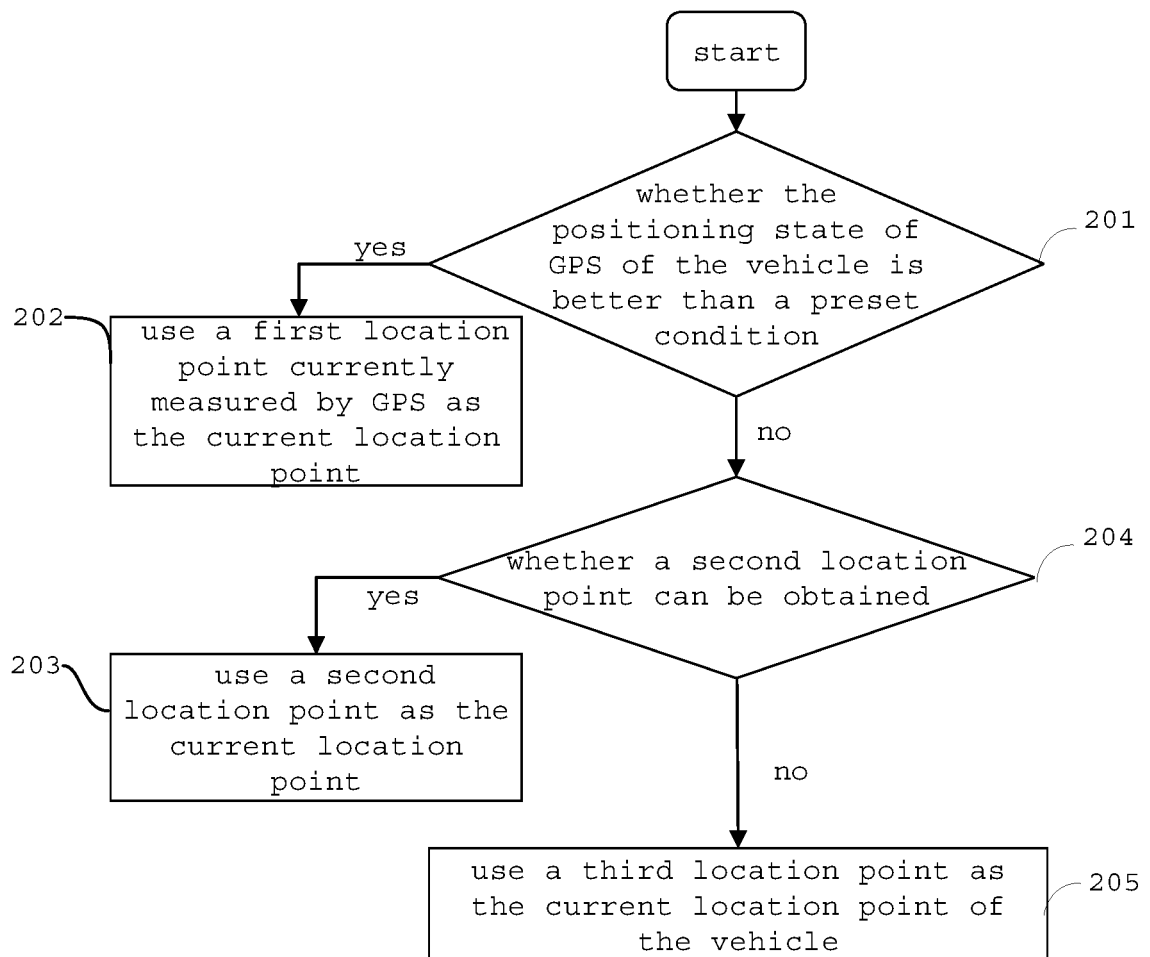 start
whether the
positioning state of
GPS of the vehicle is
better than a preset
condition
201
yes
202
use a first location
point currently
measured by GPS as
the current location
point
no
whether a second location
point can be obtained
204
yes
203
use a second
location point as the
current location
point
no
use a third location point as
the current location point of
the vehicle
205